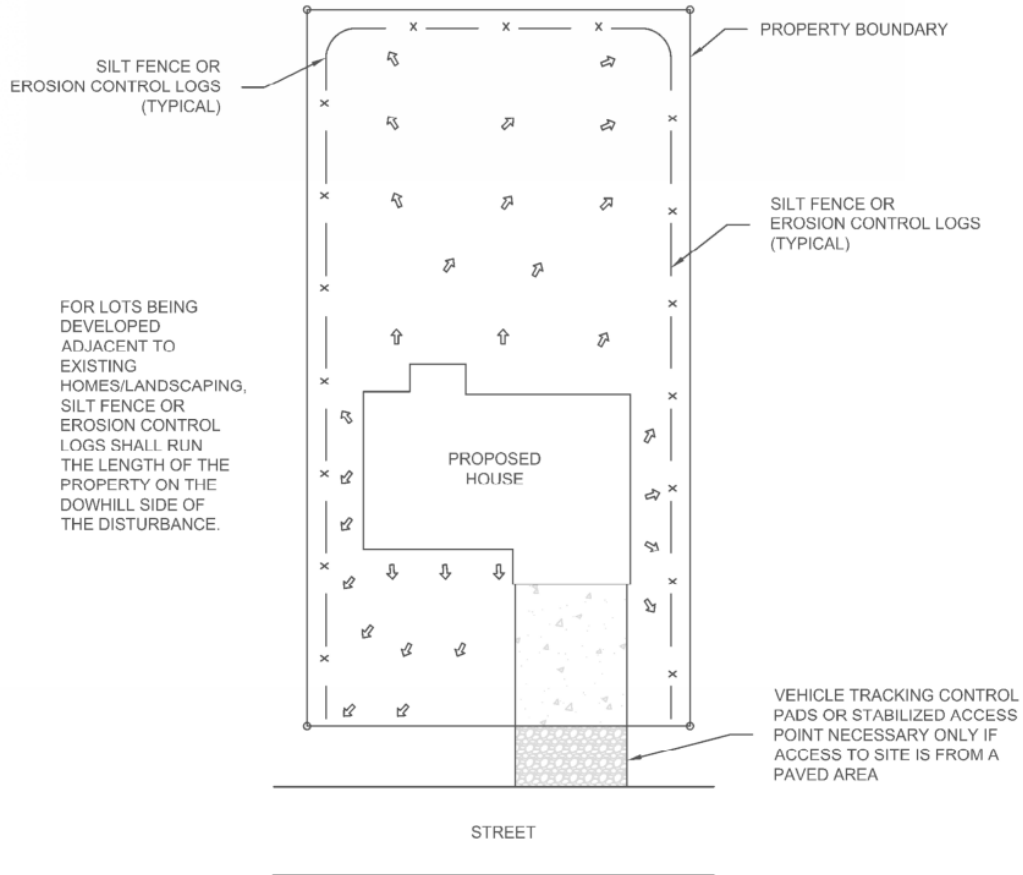 PROPERTY BOUNDARY
SILT FENCE OR
EROSION CONTROL LOGS
(TYPICAL)
SILT FENCE OR
EROSION CONTROL LOGS
(TYPICAL)
FOR LOTS BEING
DEVELOPED
ADJACENT TO
EXISTING
HOMES/LANDSCAPING,
SILT FENCE OR
EROSION CONTROL
LOGS SHALL RUN
THE LENGTH OF THE
PROPERTY ON THE
DOWHILL SIDE OF
THE DISTURBANCE.
PROPOSED
HOUSE
VEHICLE TRACKING CONTROL
PADS OR STABILIZED ACCESS
POINT NECESSARY ONLY IF
ACCESS TO SITE IS FROM A
PAVED AREA
STREET